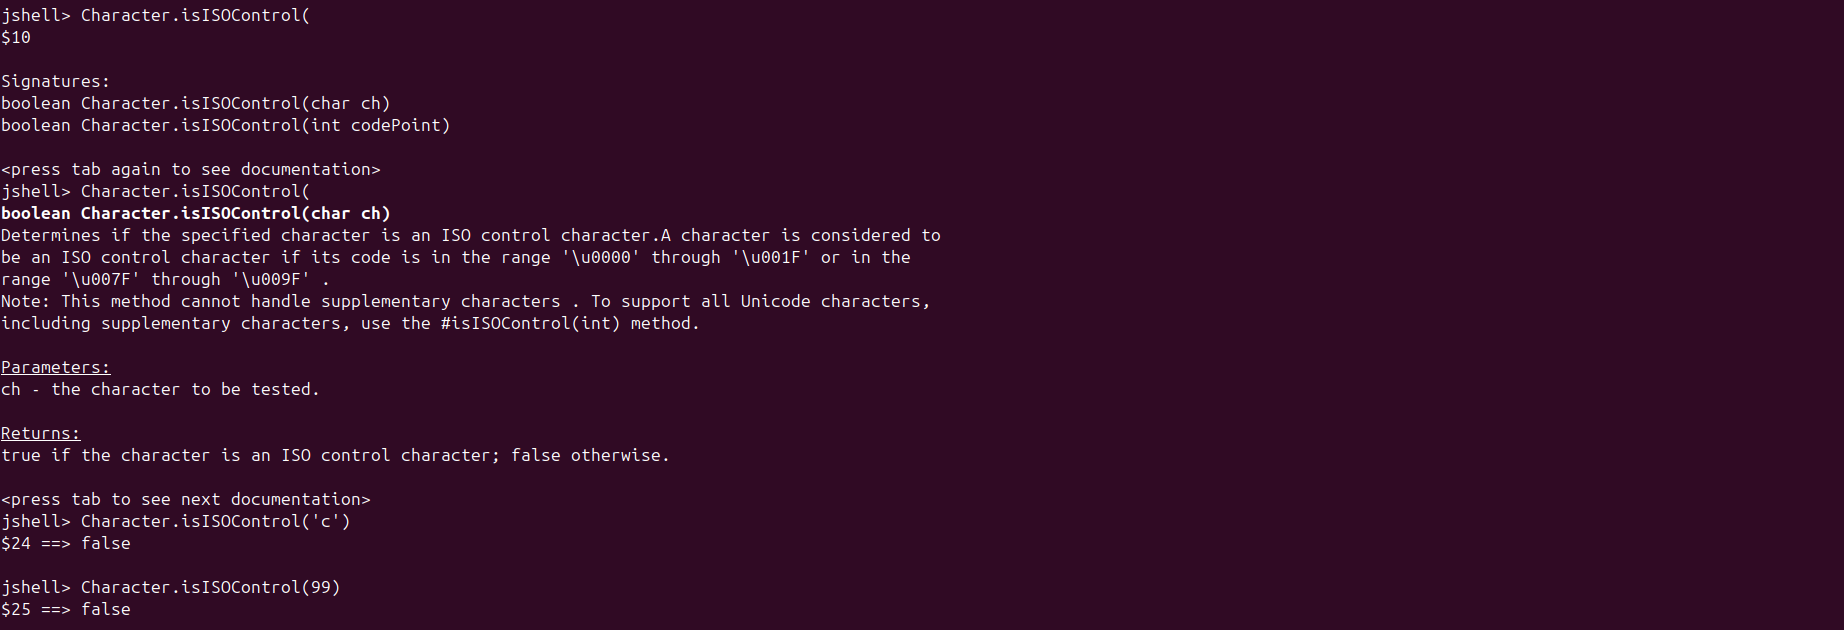 jshell> Character.isISOControl(
$10
Signatures:
boolean Character.isISOControl(char ch)
boolean Character.isISOControl(int codePoint)
<press tab again to see documentation>
jshell> Character.isISOControl(
boolean Character.isISOControl(char ch)
Determines if the specified character is an ISO control character.A character is considered to
be an ISO control character if its code is in the range '\u0000' through '\u001F' or in the
range '\u007F' through '\u009F' .
Note: This method cannot handle supplementary characters . To support all Unicode characters,
including supplementary characters, use the #isISOControl(int) method.
Parameters:
ch - the character to be tested.
Returns:
true if the character is an ISO control character; false otherwise.
<press tab to see next documentation>
jshell> Character.isISOControl('c')
$24 ==> false
jshell> Character.isISOControl(99)
$25 ==> false